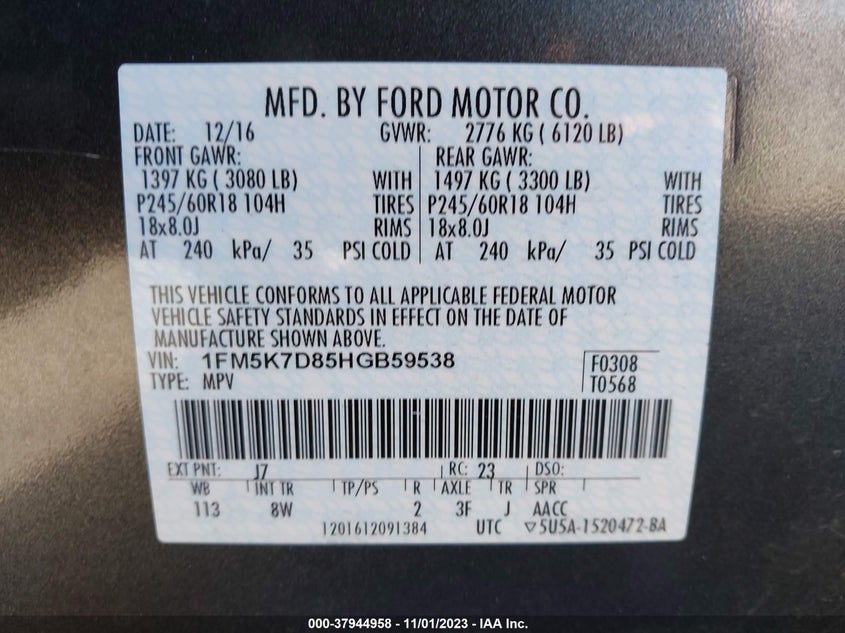 MFD. BY FORD MOTOR CO.
DATE: 12/16 GVWR: 2776 KG ( 6120 LB)
FRONT GAWR: REAR GAWR:
1397 KG ( 3080 LB) WITH 1497 KG ( 3300 LB) WITH
P245/60R18 104H TIRES P245/60R18 104H TIRES
18x8.0J RIMS 18x8.0J RIMS
AT 240 kPa/ 35 PSI COLD AT 240 kPa/ 35 PSI COLD
THIS VEHICLE CONFORMS TO ALL APPLICABLE FEDERAL MOTOR
VEHICLE SAFETY STANDARDS IN EFFECT ON THE DATE OF
MANUFACTURE SHOWN ABOVE.
VIN: 1FM5K7D85HGB59538 F0308
TYPE: MPV T0568
EXT PNT: J7 RC: 23 DSO:
WB INT TR TP/PS R AXLE TR SPR
113 8W 2 3F J AACC
1201612091384 UTC ▽5U5A-1520472-BA
000-37944958 - 11/01/2023 - IAA Inc.